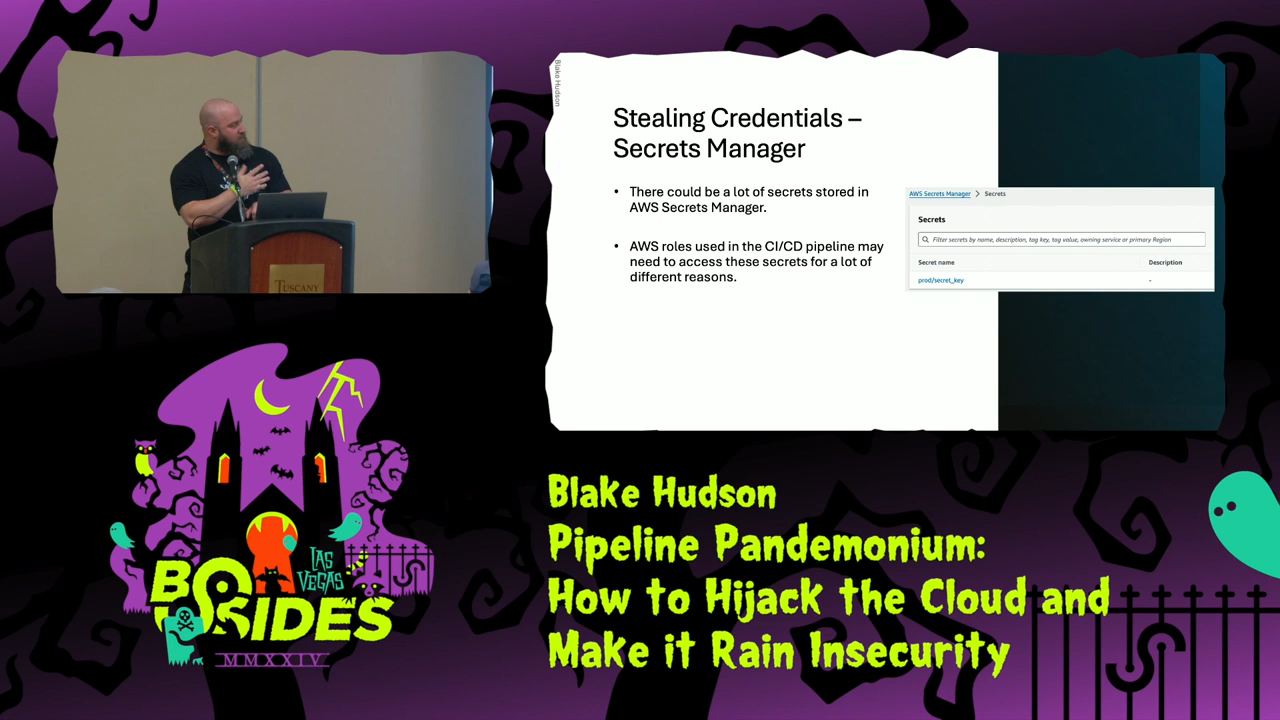 Blake Hudson
Stealing Credentials –
Secrets Manager
• There could be a lot of secrets stored in
AWS Secrets Manager.
• AWS roles used in the CI/CD pipeline may
need to access these secrets for a lot of
different reasons.
AWS Secrets Manager > Secrets
Secrets
Filter secrets by name, description, tag key, tag value, owning service or primary Region
Secret name Description
prod/secret_key -
TUSCANY
LAS
VEGAS
BSIDES
MMXXIV
Blake Hudson
Pipeline Pandemonium:
How to Hijack the Cloud and
Make it Rain Insecurity